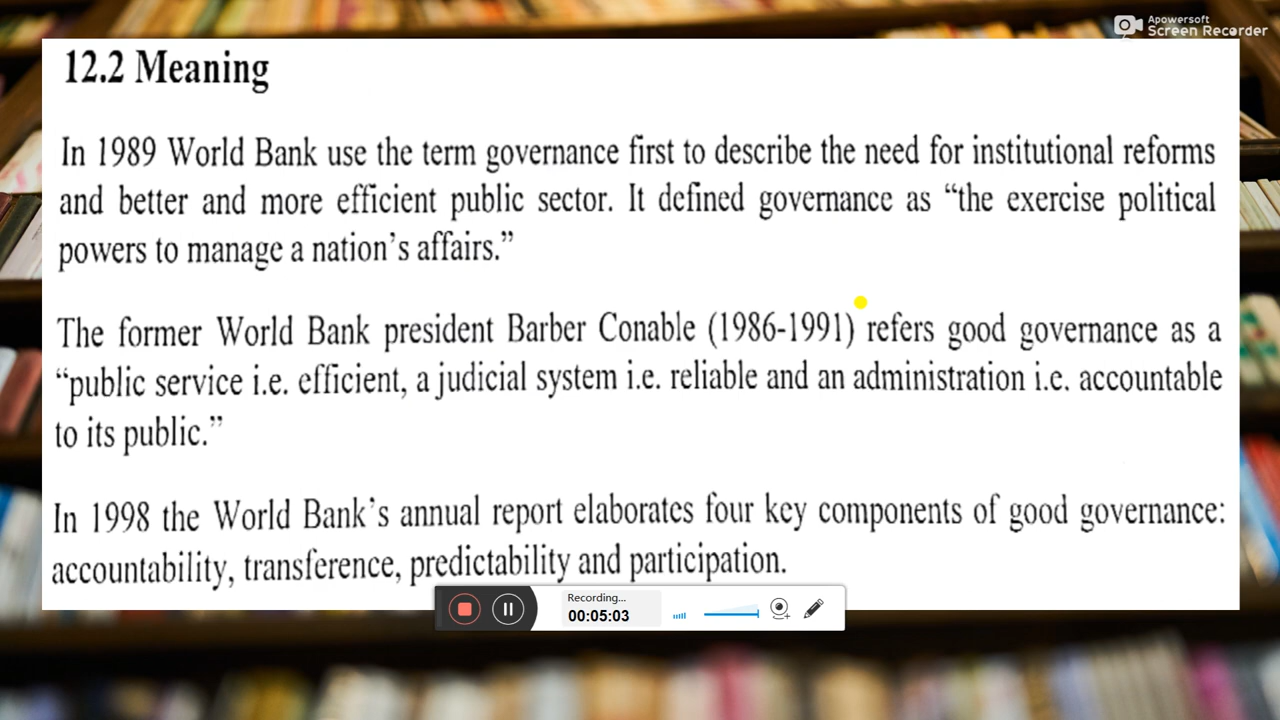 Apowersoft
Screen Recorder
12.2 Meaning
In 1989 World Bank use the term governance first to describe the need for institutional reforms
and better and more efficient public sector. It defined governance as “the exercise political
powers to manage a nation’s affairs.”
The former World Bank president Barber Conable (1986-1991) refers good governance as a
“public service i.e. efficient, a judicial system i.e. reliable and an administration i.e. accountable
to its public.”
In 1998 the World Bank’s annual report elaborates four key components of good governance:
accountability, transference, predictability and participation.
Recording...
00:05:03